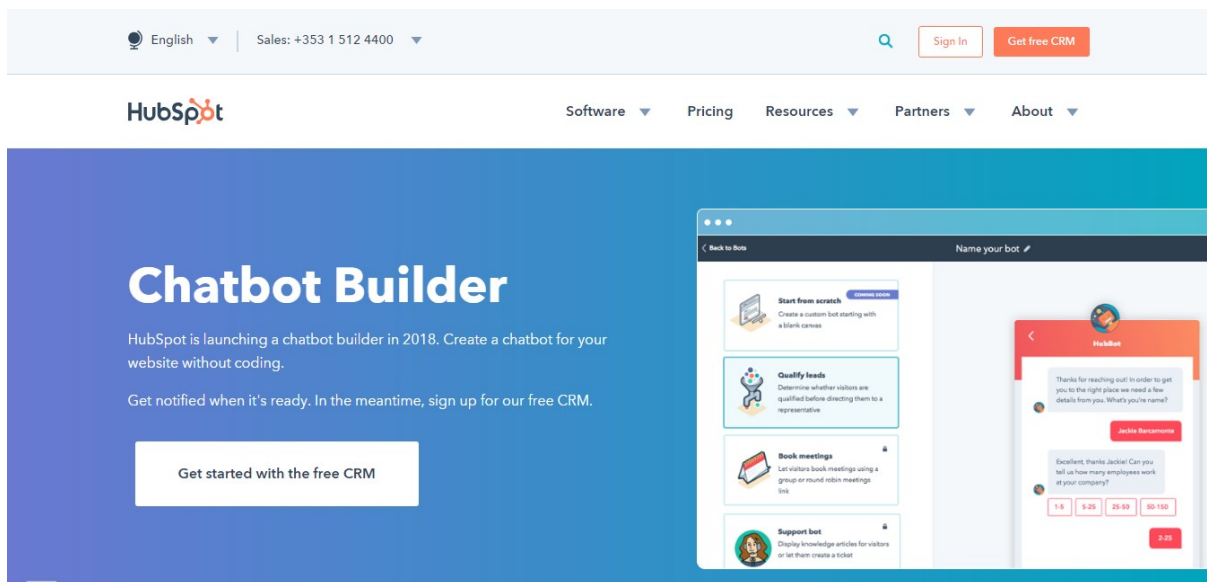 English
Sales: +353 1 512 4400
Sign In
Get free CRM
HubSpot
Software
Pricing
Resources
Partners
About
Chatbot Builder
HubSpot is launching a chatbot builder in 2018. Create a chatbot for your
website without coding.
Get notified when it's ready. In the meantime, sign up for our free CRM.
Get started with the free CRM
Back to Bots
Name your bot
Start from scratch
COMING SOON
Create a custom bot starting with
a blank canvas
Qualify leads
Determine whether visitors are
qualified before directing them to a
representative
Book meetings
Let visitors book meetings using a
group or round robin meetings
link
Support bot
Display knowledge articles for visitors
or let them create a ticket
HubBot
Thanks for reaching out! In order to get
you to the right place we need a few
details from you. What's you're name?
Jackie Barcamonte
Excellent, thanks Jackie! Can you
tell us how many employees work
at your company?
1-5
5-25
25-50
50-150
2-25